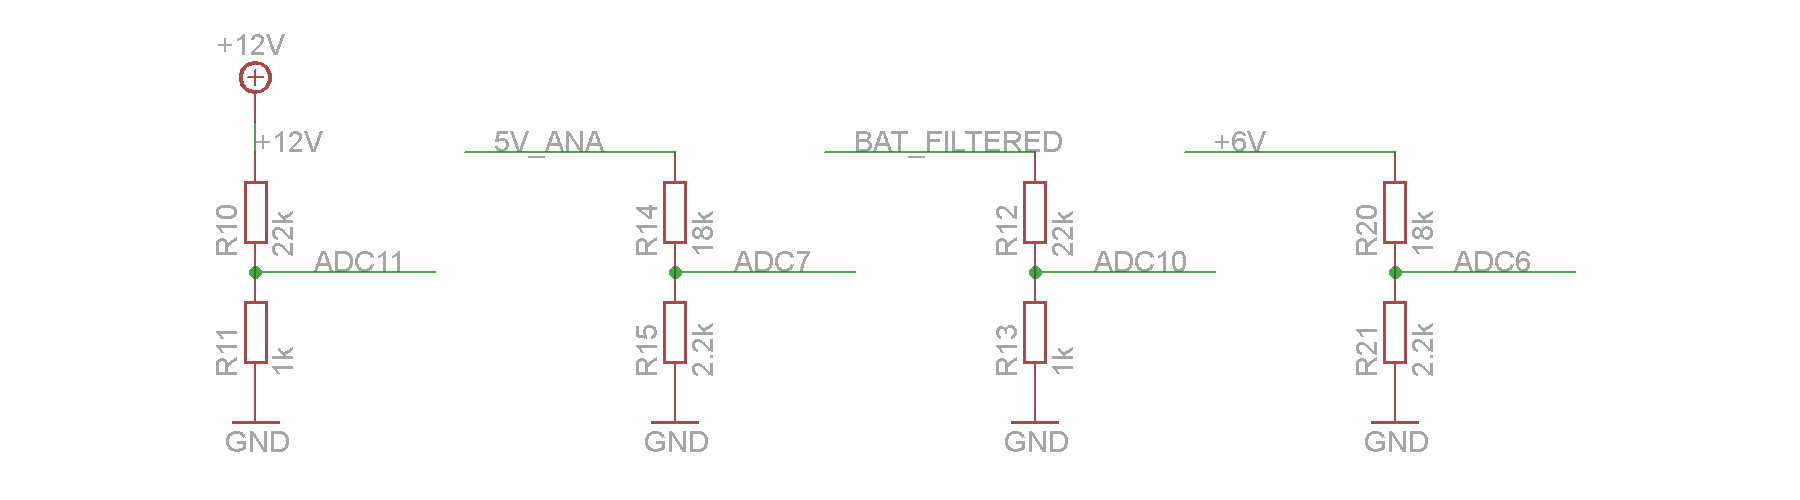 +12V
+12V
5V_ANA
BAT_FILTERED
+6V
R10
22k
R14
18k
R12
22k
R20
18k
ADC11
ADC7
ADC10
ADC6
R11
1k
R15
2.2k
R13
1k
R21
2.2k
GND
GND
GND
GND